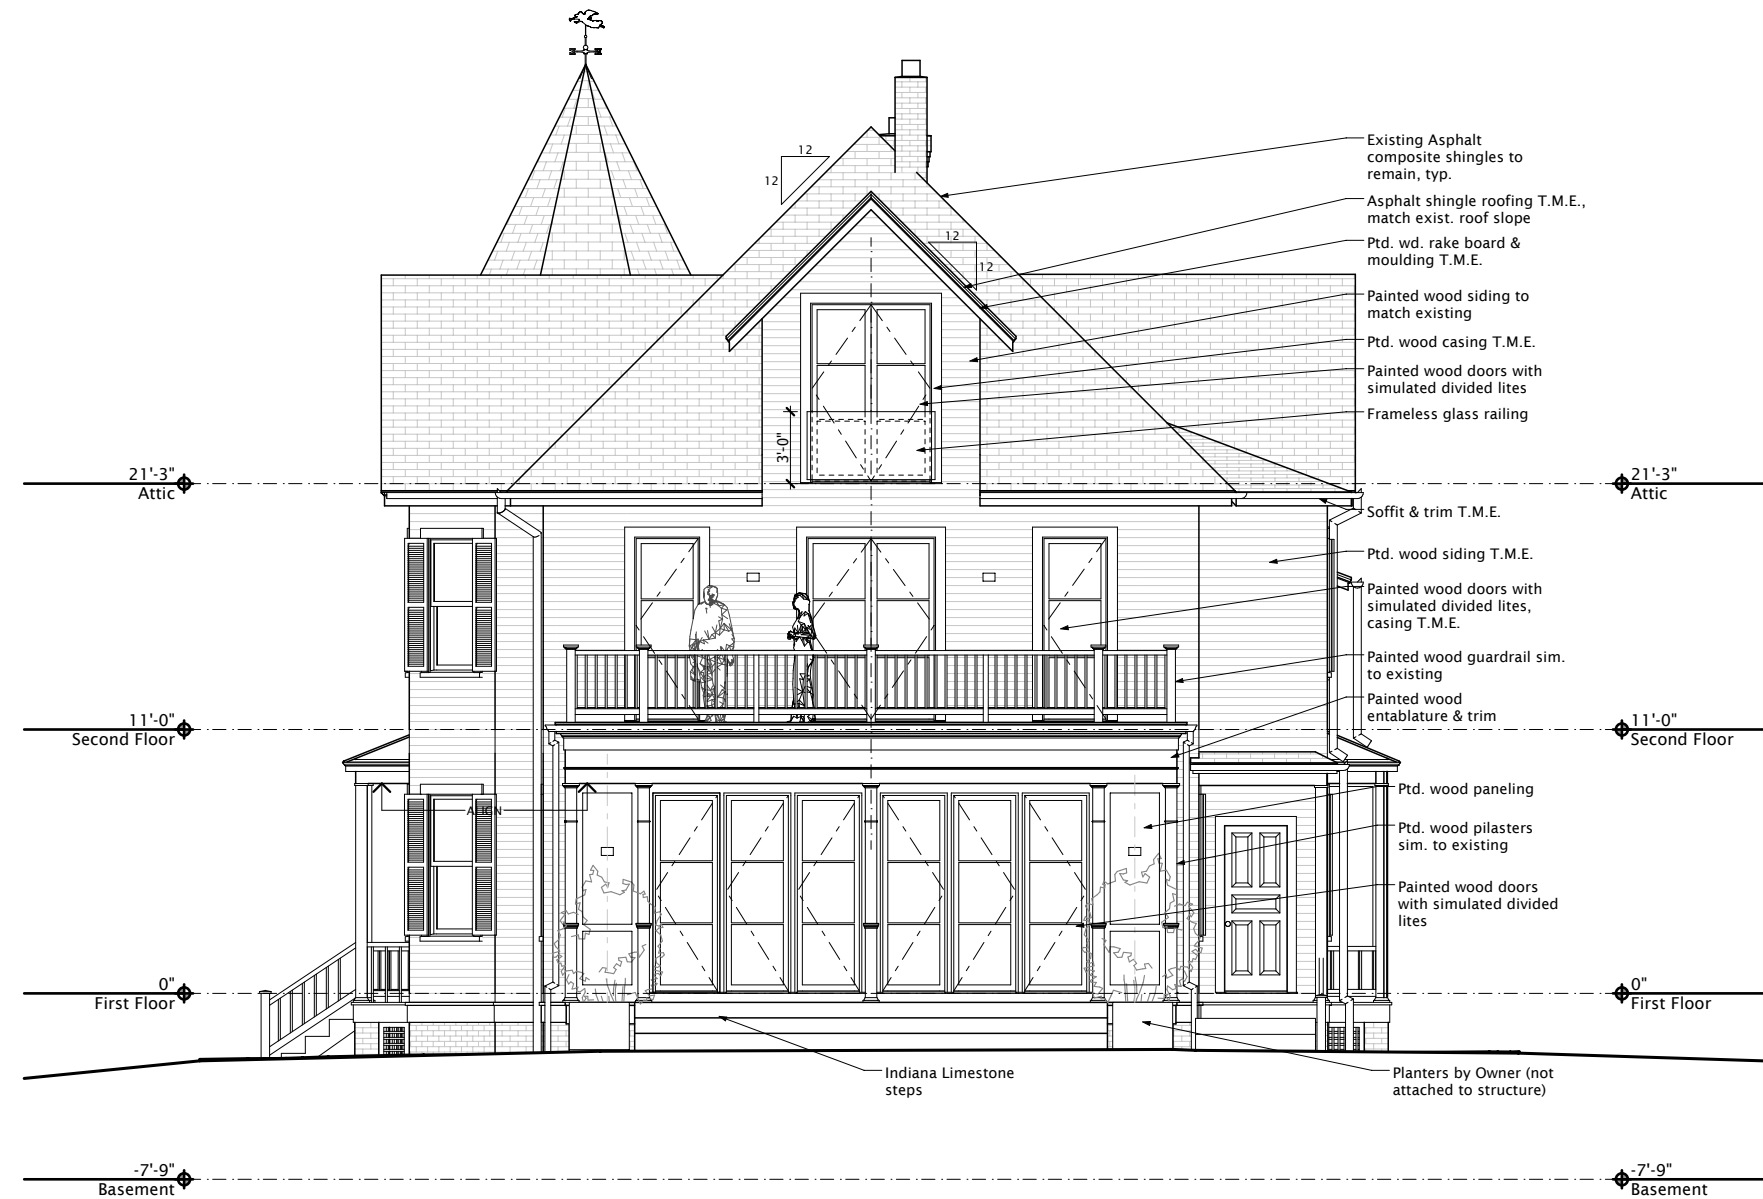 12
12
Existing Asphalt
composite shingles to
remain, typ.
Asphalt shingle roofing T.M.E.,
match exist. roof slope
12
12
Ptd. wd. rake board &
moulding T.M.E.
Painted wood siding to
match existing
Ptd. wood casing T.M.E.
Painted wood doors with
simulated divided lites
Frameless glass railing
3'-0"
21'-3"
Attic
21'-3"
Attic
Soffit & trim T.M.E.
Ptd. wood siding T.M.E.
Painted wood doors with
simulated divided lites,
casing T.M.E.
Painted wood guardrail sim.
to existing
Painted wood
entablature & trim
11'-0"
Second Floor
11'-0"
Second Floor
ALIGN
Ptd. wood paneling
Ptd. wood pilasters
sim. to existing
Painted wood doors
with simulated divided
lites
0"
First Floor
0"
First Floor
Indiana Limestone
steps
Planters by Owner (not
attached to structure)
-7'-9"
Basement
-7'-9"
Basement